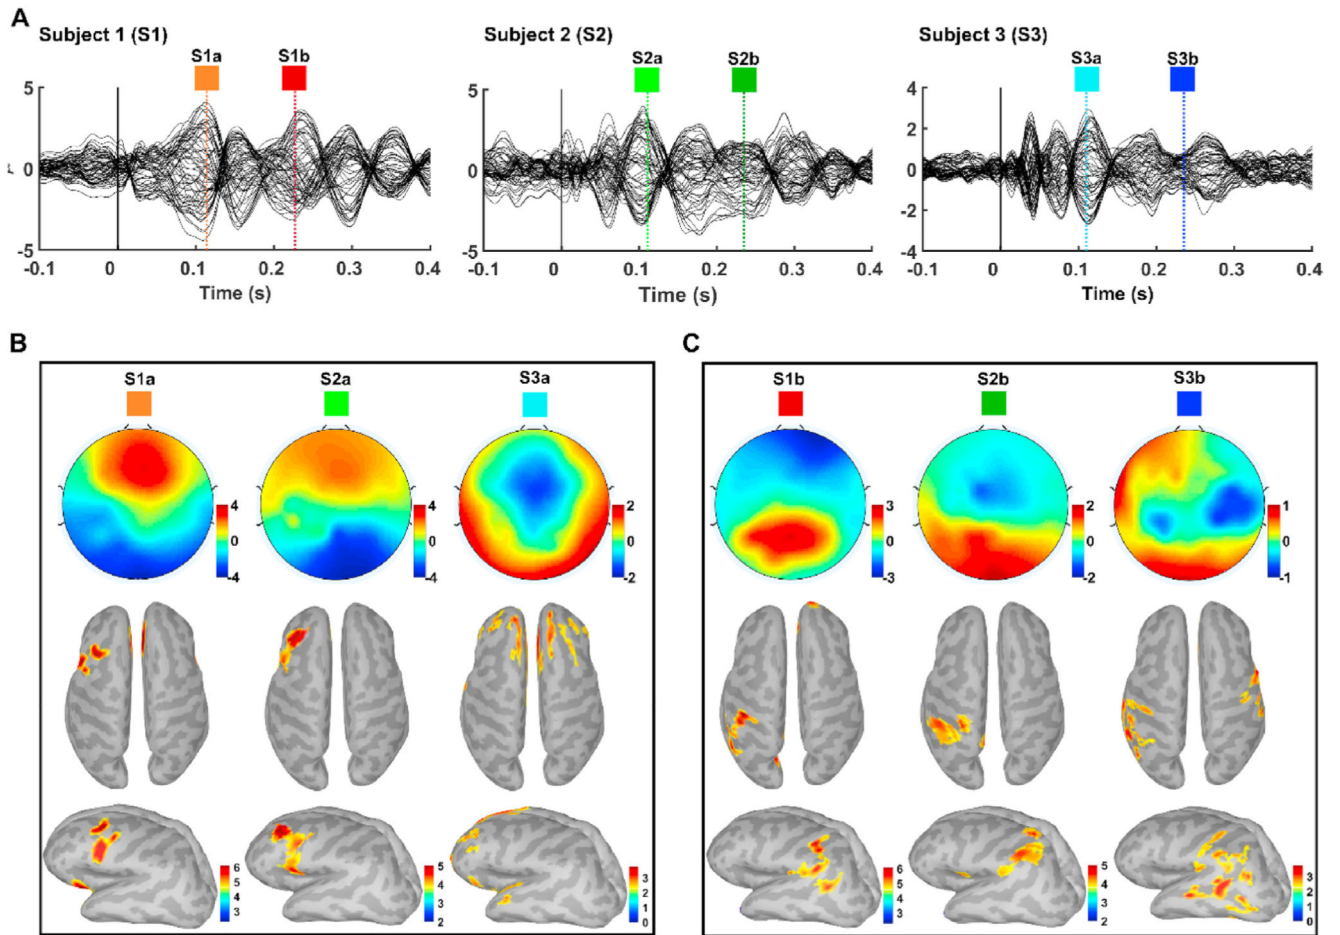 A
Subject 1 (S1) Subject 2 (S2) Subject 3 (S3)
S1a S1b S2a S2b S3a S3b
5 5 4
2
0 0 0
-2
-5 -5 -4
-0.1 0 0.1 0.2 0.3 0.4 -0.1 0 0.1 0.2 0.3 0.4 -0.1 0 0.1 0.2 0.3 0.4
Time (s) Time (s) Time (s)
B C
S1a S2a S3a S1b S2b S3b
4 4 2 3 2 1
0 0 0 0 0 0
-4 -4 -2 -3 -2 -1
6 5 3 6 5 3
5 4 2 5 4 2
4 3 1 4 3 1
3 2 0 3 2 0